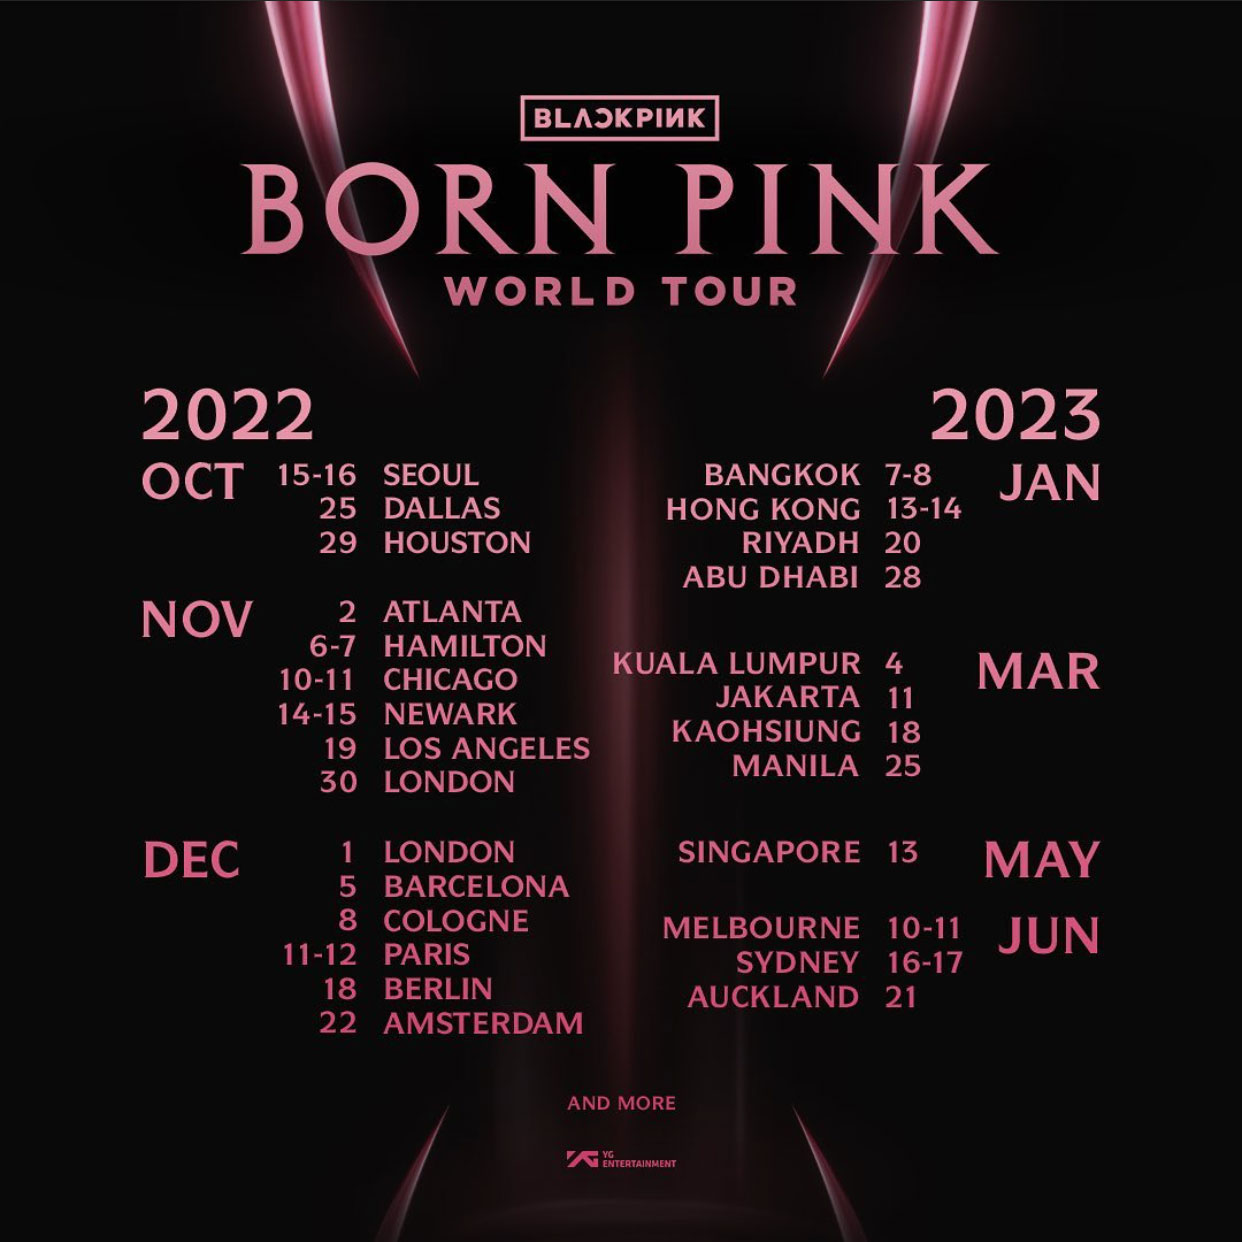 BLACKPINK
BORN PINK
WORLD TOUR
2022
OCT 15-16 SEOUL
25 DALLAS
29 HOUSTON
NOV 2 ATLANTA
6-7 HAMILTON
10-11 CHICAGO
14-15 NEWARK
19 LOS ANGELES
30 LONDON
DEC 1 LONDON
5 BARCELONA
8 COLOGNE
11-12 PARIS
18 BERLIN
22 AMSTERDAM
2023
BANGKOK 7-8 JAN
HONG KONG 13-14
RIYADH 20
ABU DHABI 28
KUALA LUMPUR 4 MAR
JAKARTA 11
KAOHSIUNG 18
MANILA 25
SINGAPORE 13 MAY
MELBOURNE 10-11 JUN
SYDNEY 16-17
AUCKLAND 21
AND MORE
YG
ENTERTAINMENT